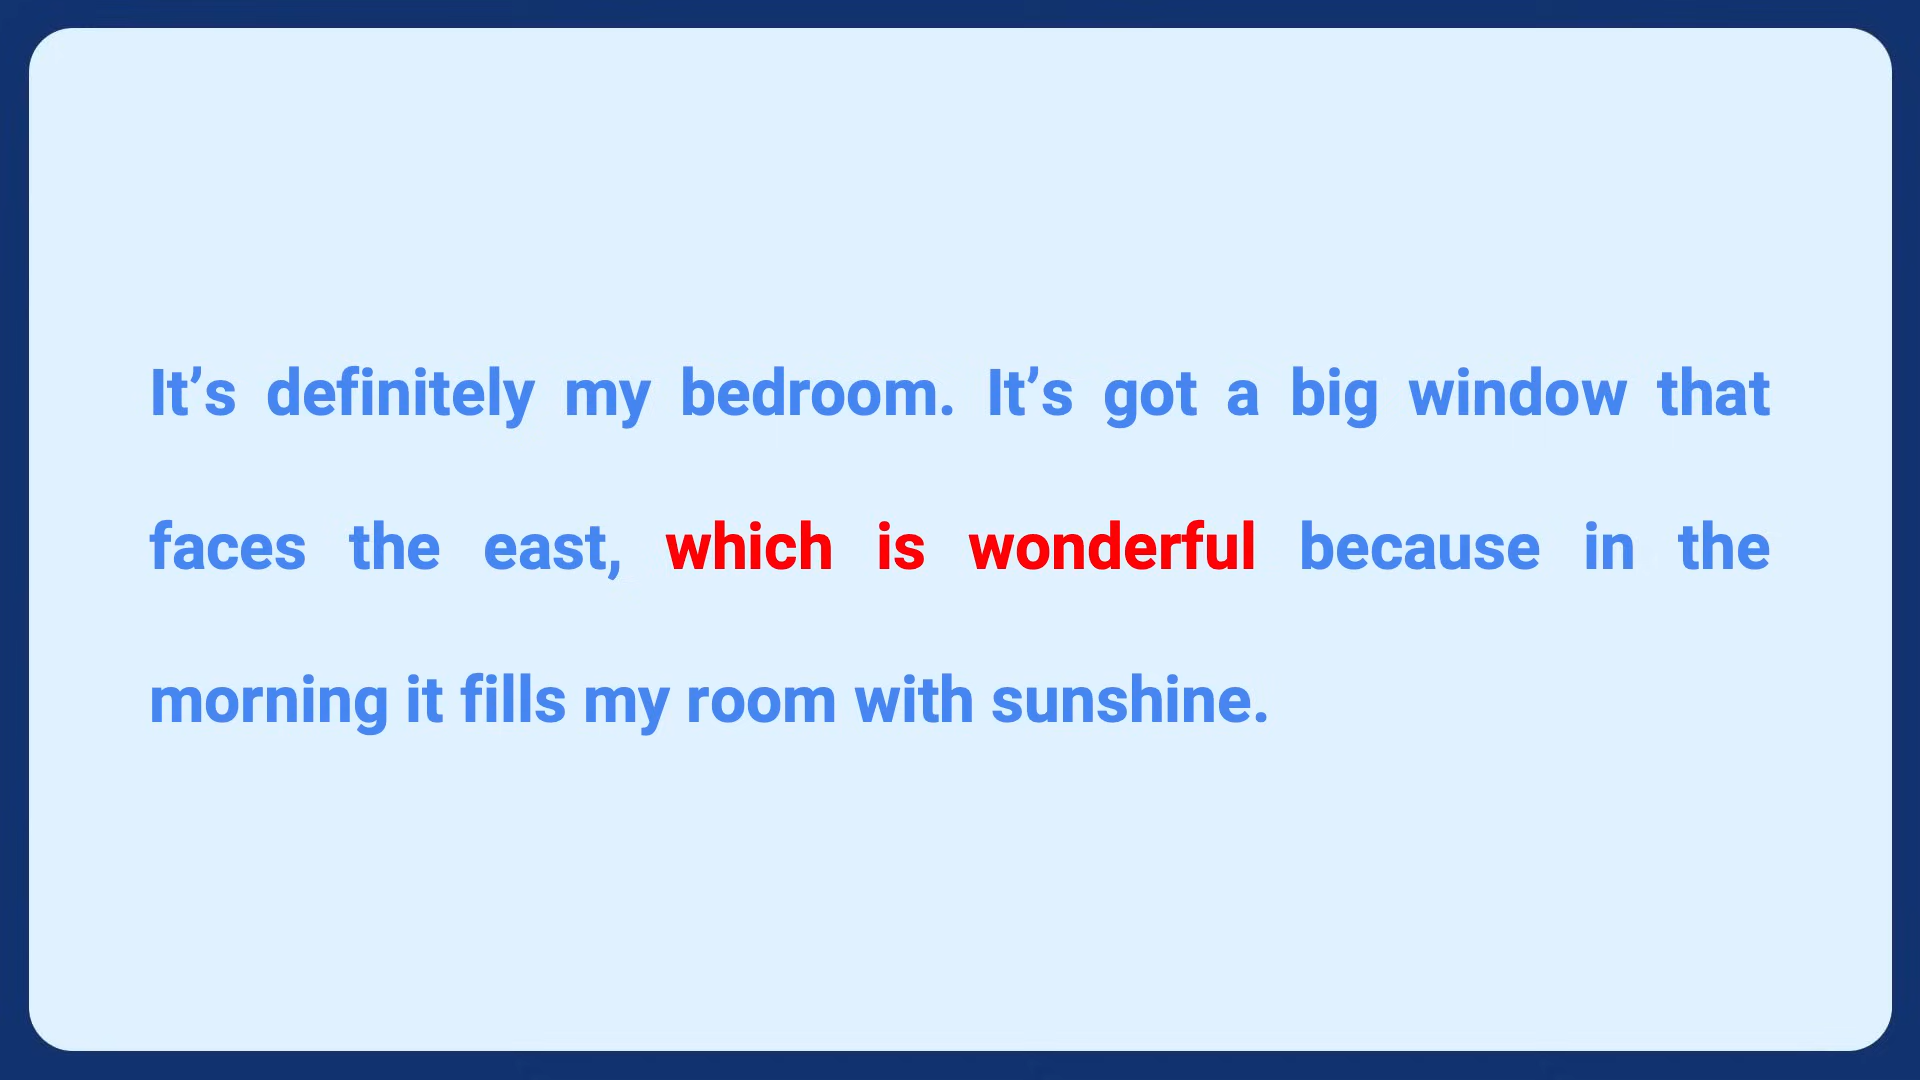 It’s definitely my bedroom. It’s got a big window that
faces the east, which is wonderful because in the
morning it fills my room with sunshine.